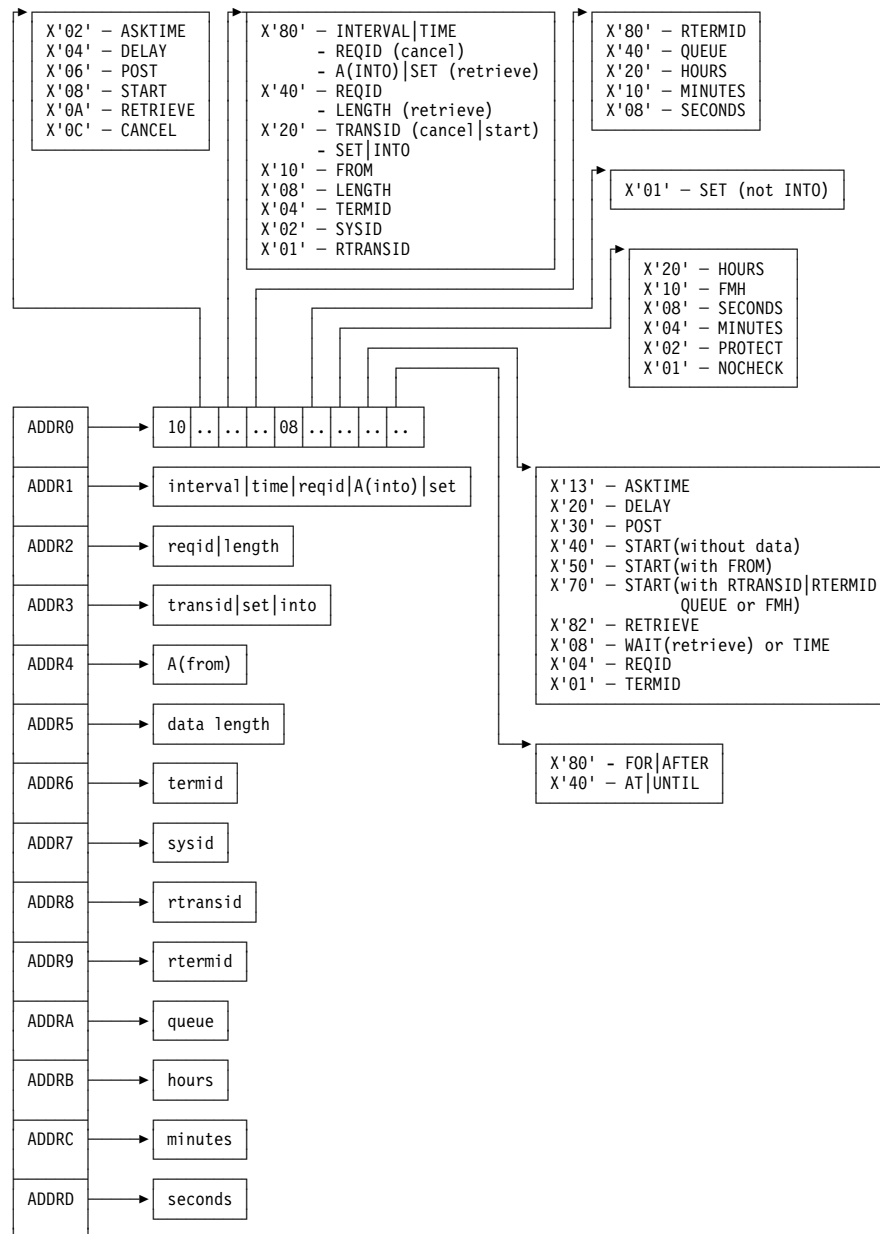 X'02' — ASKTIME
X'04' — DELAY
X'06' — POST
X'08' — START
X'0A' — RETRIEVE
X'0C' — CANCEL
X'80' — INTERVAL|TIME
- REQID (cancel)
- A(INTO)|SET (retrieve)
X'40' — REQID
- LENGTH (retrieve)
X'20' — TRANSID (cancel|start)
- SET|INTO
X'10' — FROM
X'08' — LENGTH
X'04' — TERMID
X'02' — SYSID
X'01' — RTRANSID
X'80' — RTERMID
X'40' — QUEUE
X'20' — HOURS
X'10' — MINUTES
X'08' — SECONDS
X'01' — SET (not INTO)
X'20' — HOURS
X'10' — FMH
X'08' — SECONDS
X'04' — MINUTES
X'02' — PROTECT
X'01' — NOCHECK
ADDR0 10 .. .. .. 08 .. .. .. ..
ADDR1 interval|time|reqid|A(into)|set
ADDR2 reqid|length
ADDR3 transid|set|into
ADDR4 A(from)
ADDR5 data length
ADDR6 termid
ADDR7 sysid
ADDR8 rtransid
ADDR9 rtermid
ADDRA queue
ADDRB hours
ADDRC minutes
ADDRD seconds
X'13' — ASKTIME
X'20' — DELAY
X'30' — POST
X'40' — START(without data)
X'50' — START(with FROM)
X'70' — START(with RTRANSID|RTERMID
QUEUE or FMH)
X'82' — RETRIEVE
X'08' — WAIT(retrieve) or TIME
X'04' — REQID
X'01' — TERMID
X'80' - FOR|AFTER
X'40' — AT|UNTIL